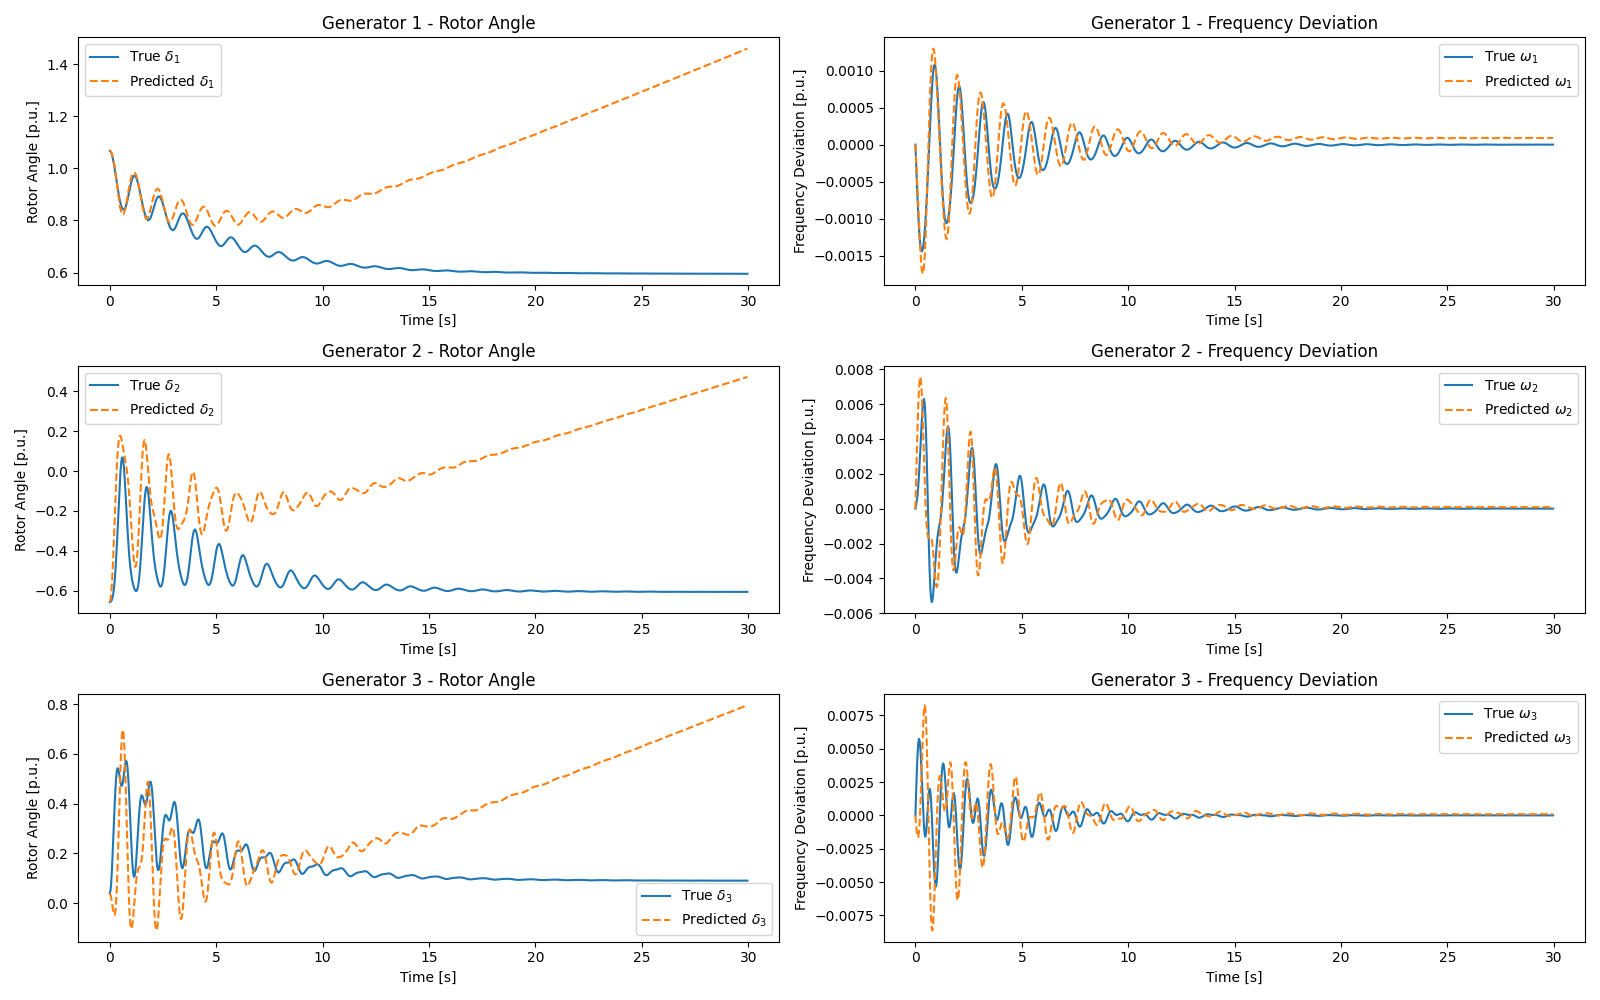 Generator 1 - Rotor Angle
Rotor Angle [p.u.]
1.4
1.2
1.0
0.8
0.6
True δ₁
Predicted δ₁
0 5 10 15 20 25 30
Time [s]
Generator 1 - Frequency Deviation
Frequency Deviation [p.u.]
0.0010
0.0005
0.0000
−0.0005
−0.0010
−0.0015
True ω₁
Predicted ω₁
0 5 10 15 20 25 30
Time [s]
Generator 2 - Rotor Angle
Rotor Angle [p.u.]
0.4
0.2
0.0
−0.2
−0.4
−0.6
True δ₂
Predicted δ₂
0 5 10 15 20 25 30
Time [s]
Generator 2 - Frequency Deviation
Frequency Deviation [p.u.]
0.008
0.006
0.004
0.002
0.000
−0.002
−0.004
−0.006
True ω₂
Predicted ω₂
0 5 10 15 20 25 30
Time [s]
Generator 3 - Rotor Angle
Rotor Angle [p.u.]
0.8
0.6
0.4
0.2
0.0
True δ₃
Predicted δ₃
0 5 10 15 20 25 30
Time [s]
Generator 3 - Frequency Deviation
Frequency Deviation [p.u.]
0.0075
0.0050
0.0025
0.0000
−0.0025
−0.0050
−0.0075
True ω₃
Predicted ω₃
0 5 10 15 20 25 30
Time [s]